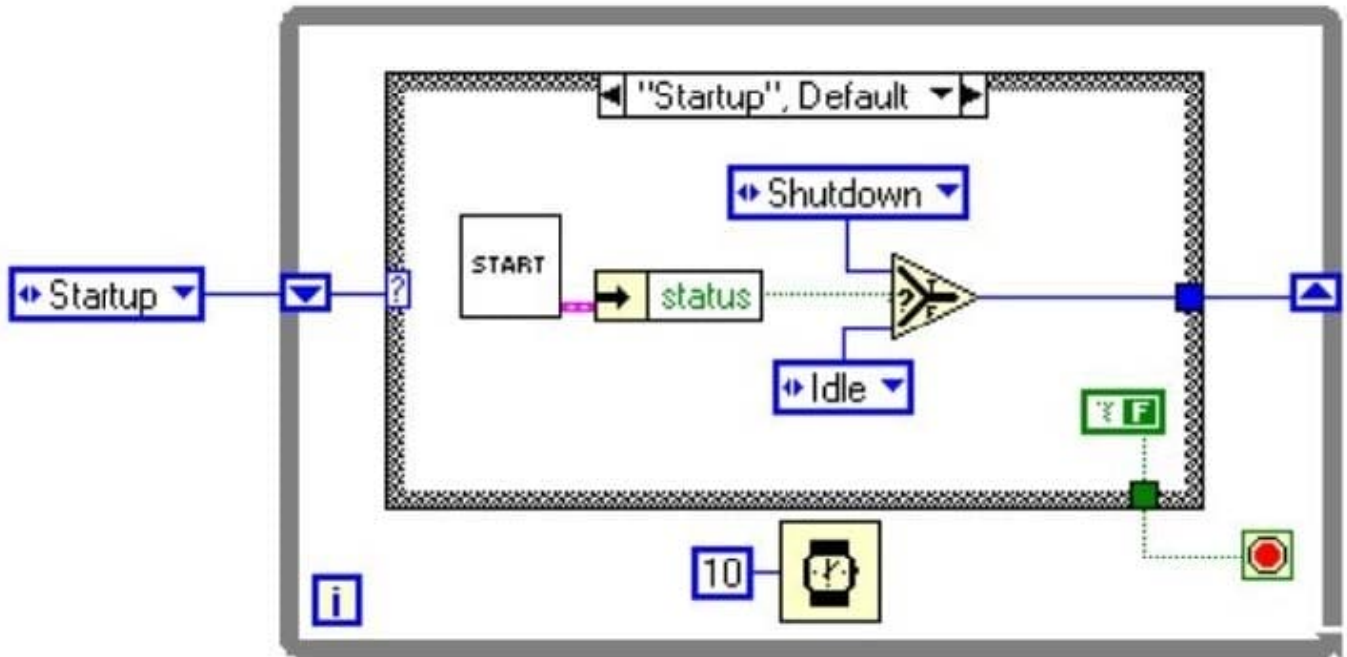 "Startup", Default
Shutdown
START
Startup
?
status
T
?
F
Idle
F
10
i